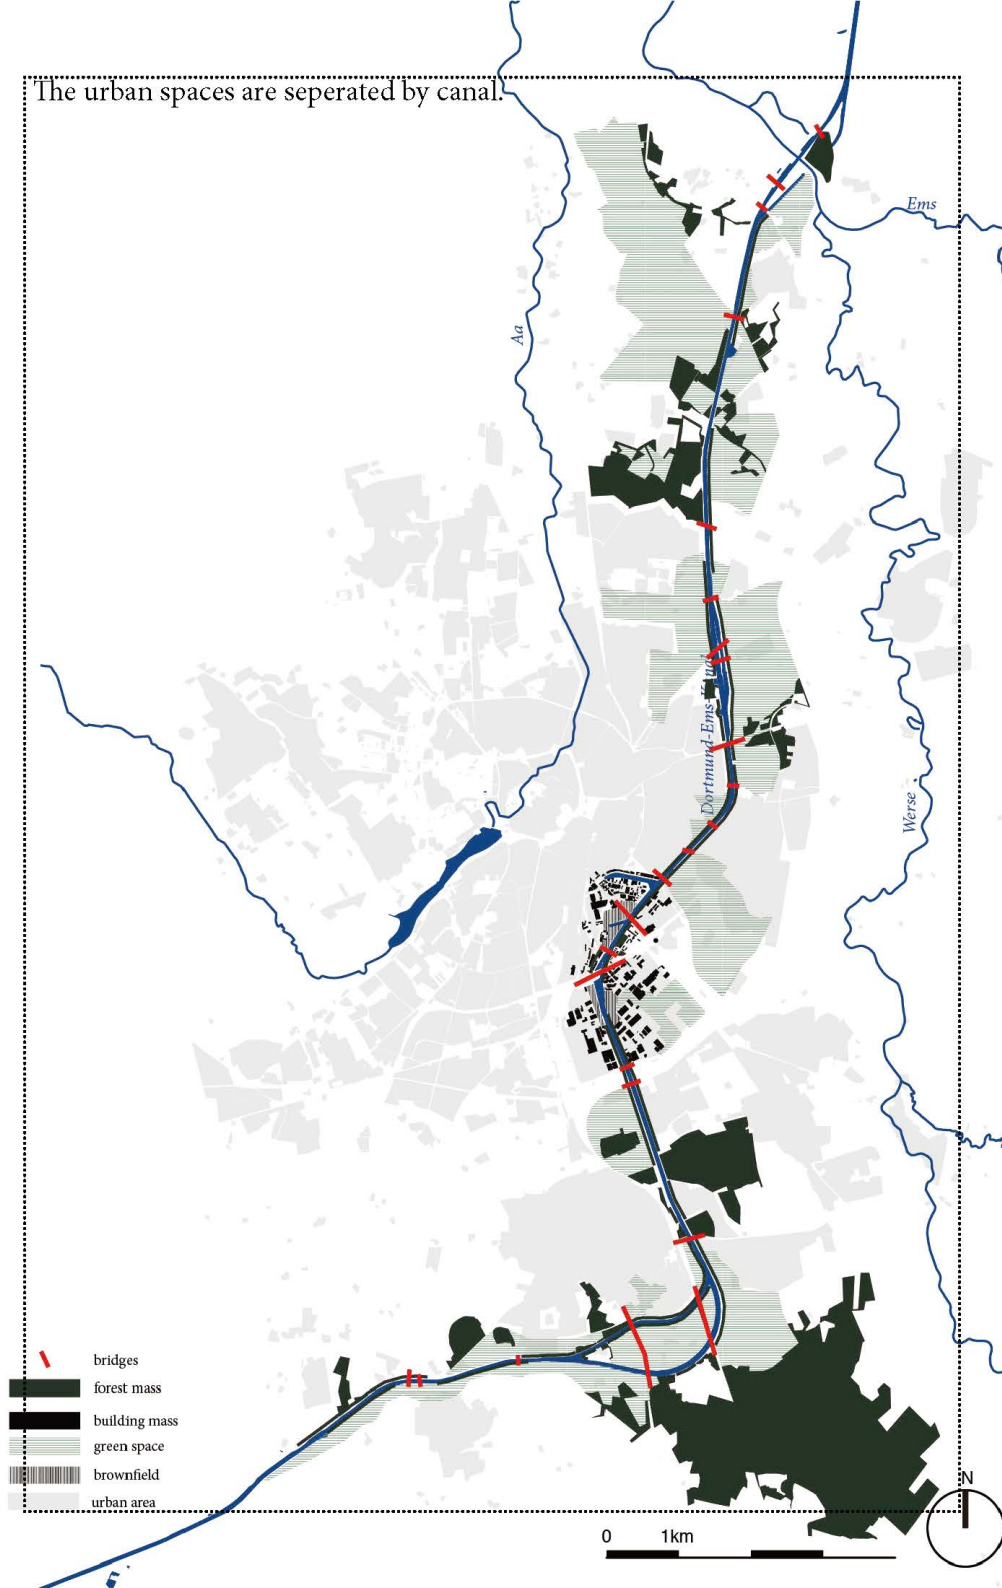 The urban spaces are seperated by canal.
Ems
Aa
Dortmund-Ems-Kanal
Werse
bridges
forest mass
building mass
green space
brownfield
urban area
N
0 1km